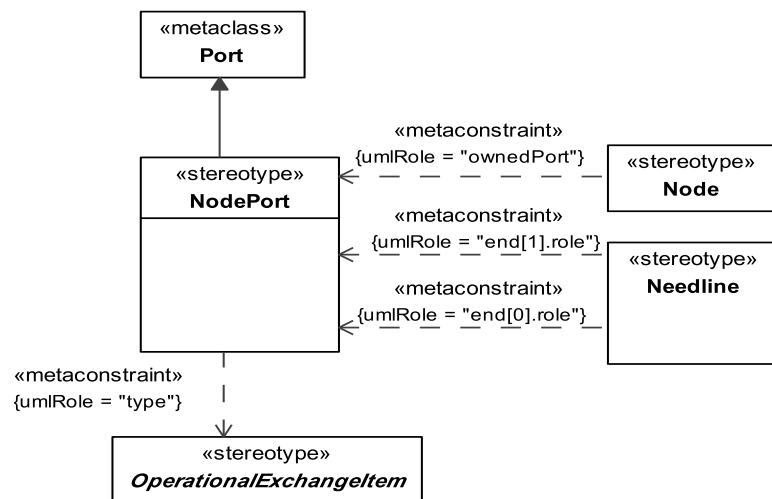 «metaclass»
Port
«metaconstraint»
{umlRole = "ownedPort"}
«stereotype»
Node
«stereotype»
NodePort
«metaconstraint»
{umlRole = "end[1].role"}
«stereotype»
Needline
«metaconstraint»
{umlRole = "end[0].role"}
«metaconstraint»
{umlRole = "type"}
«stereotype»
OperationalExchangeItem